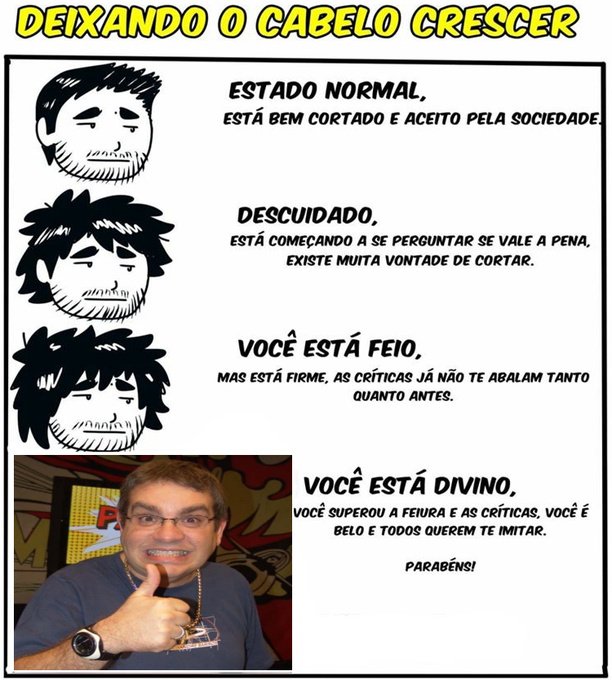 DEIXANDO O CABELO CRESCER
ESTADO NORMAL,
ESTÁ BEM CORTADO E ACEITO PELA SOCIEDADE.
DESCUIDADO,
ESTÁ COMEÇANDO A SE PERGUNTAR SE VALE A PENA,
EXISTE MUITA VONTADE DE CORTAR.
VOCÊ ESTÁ FEIO,
MAS ESTÁ FIRME, AS CRÍTICAS JÁ NÃO TE ABALAM TANTO
QUANTO ANTES.
VOCÊ ESTÁ DIVINO,
VOCÊ SUPEROU A FEIURA E AS CRÍTICAS, VOCÊ É
BELO E TODOS QUEREM TE IMITAR.
PARABÉNS!